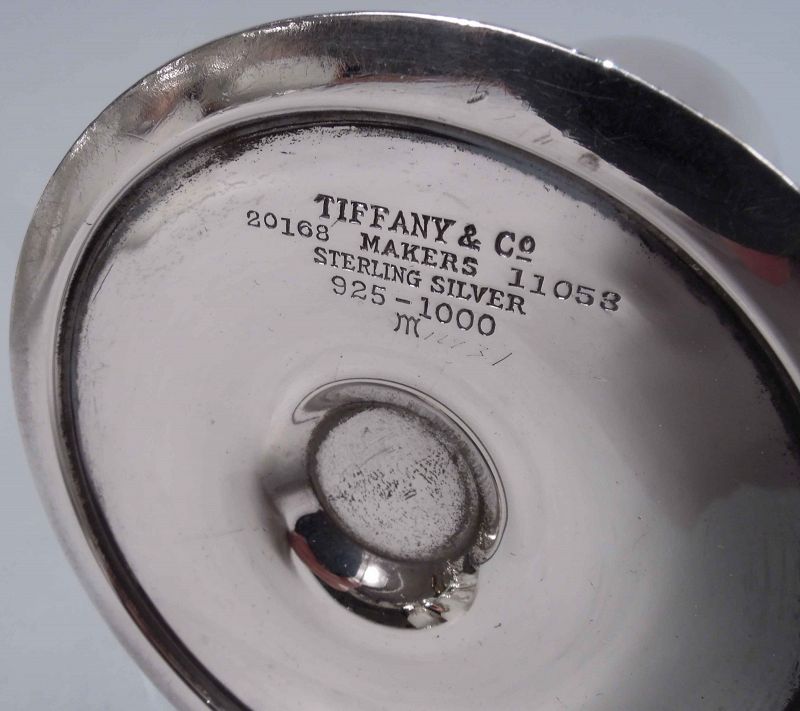 TIFFANY & Co
20168 MAKERS 11053
STERLING SILVER
925-1000
m